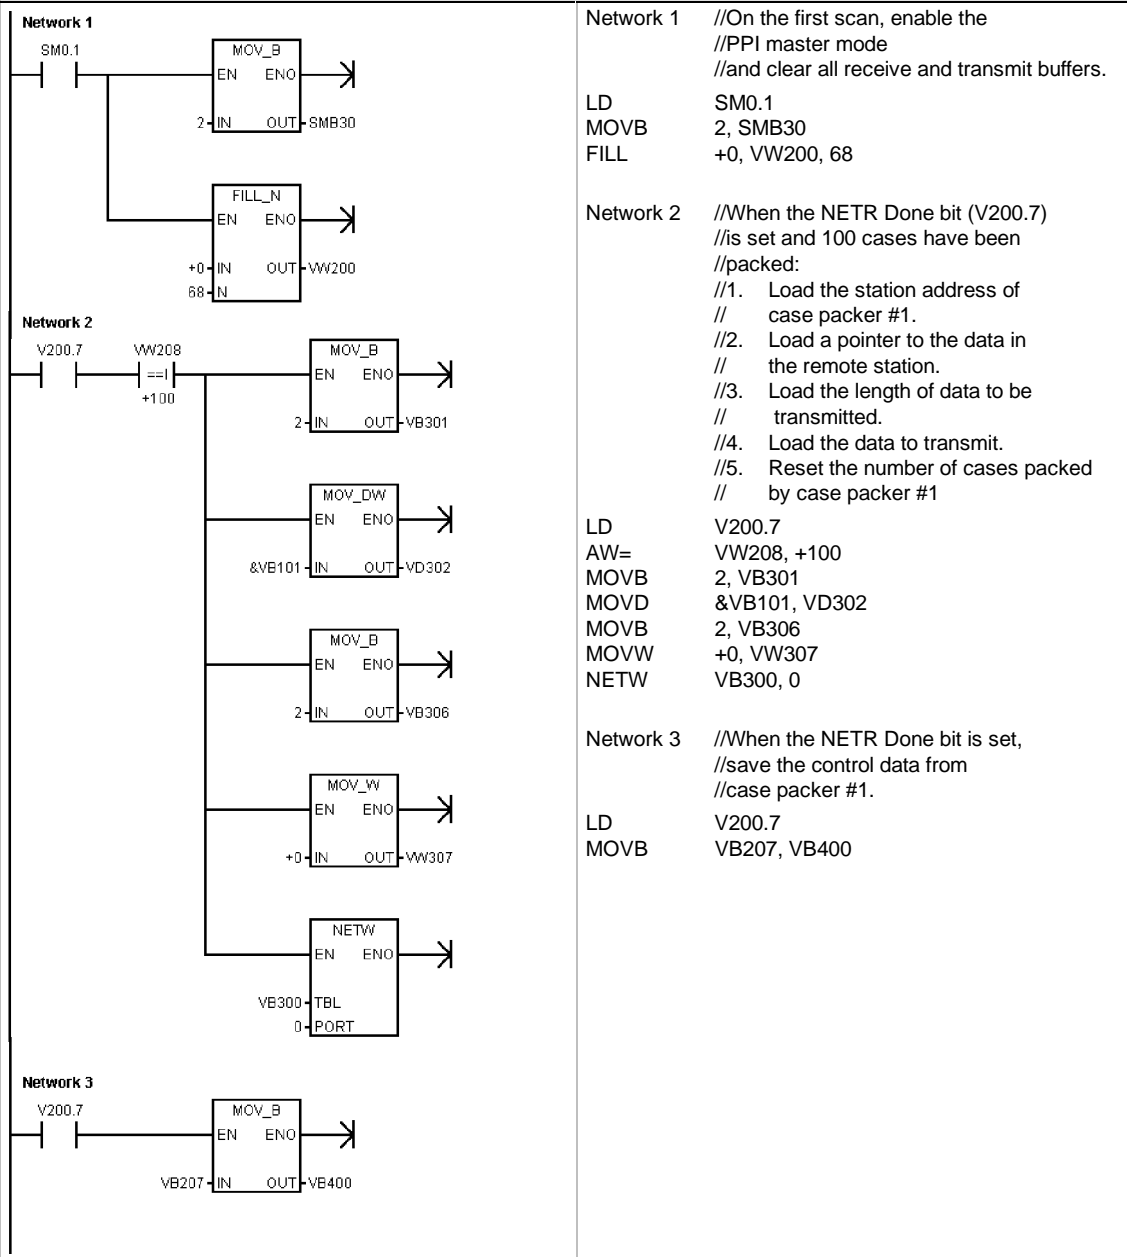 Network 1
SM0.1
MOV_B
EN ENO
2 IN OUT SMB30
FILL_N
EN ENO
+0 IN OUT VW200
68 N
Network 2
V200.7 VW208
==I
+100
MOV_B
EN ENO
2 IN OUT VB301
MOV_DW
EN ENO
&VB101 IN OUT VD302
MOV_B
EN ENO
2 IN OUT VB306
MOV_W
EN ENO
+0 IN OUT VW307
NETW
EN ENO
VB300 TBL
0 PORT
Network 3
V200.7
MOV_B
EN ENO
VB207 IN OUT VB400
Network 1 //On the first scan, enable the
//PPI master mode
//and clear all receive and transmit buffers.
LD SM0.1
MOVB 2, SMB30
FILL +0, VW200, 68
Network 2 //When the NETR Done bit (V200.7)
//is set and 100 cases have been
//packed:
//1. Load the station address of
// case packer #1.
//2. Load a pointer to the data in
// the remote station.
//3. Load the length of data to be
// transmitted.
//4. Load the data to transmit.
//5. Reset the number of cases packed
// by case packer #1
LD V200.7
AW= VW208, +100
MOVB 2, VB301
MOVD &VB101, VD302
MOVB 2, VB306
MOVW +0, VW307
NETW VB300, 0
Network 3 //When the NETR Done bit is set,
//save the control data from
//case packer #1.
LD V200.7
MOVB VB207, VB400